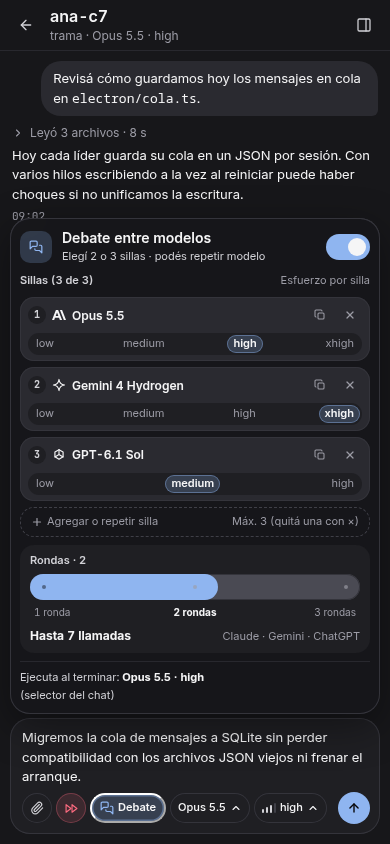 ana-c7
trama · Opus 5.5 · high
Revisá cómo guardamos hoy los mensajes en cola
en electron/cola.ts.
Leyó 3 archivos · 8 s
Hoy cada líder guarda su cola en un JSON por sesión. Con
varios hilos escribiendo a la vez al reiniciar puede haber
choques si no unificamos la escritura.
09:02
Debate entre modelos
Elegí 2 o 3 sillas · podés repetir modelo
Sillas (3 de 3) Esfuerzo por silla
1 Opus 5.5
low medium high xhigh
2 Gemini 4 Hydrogen
low medium high xhigh
3 GPT-6.1 Sol
low medium high
Agregar o repetir silla Máx. 3 (quitá una con ×)
Rondas · 2
1 ronda 2 rondas 3 rondas
Hasta 7 llamadas Claude · Gemini · ChatGPT
Ejecuta al terminar: Opus 5.5 · high
(selector del chat)
Migremos la cola de mensajes a SQLite sin perder
compatibilidad con los archivos JSON viejos ni frenar el
arranque.
Debate Opus 5.5 high